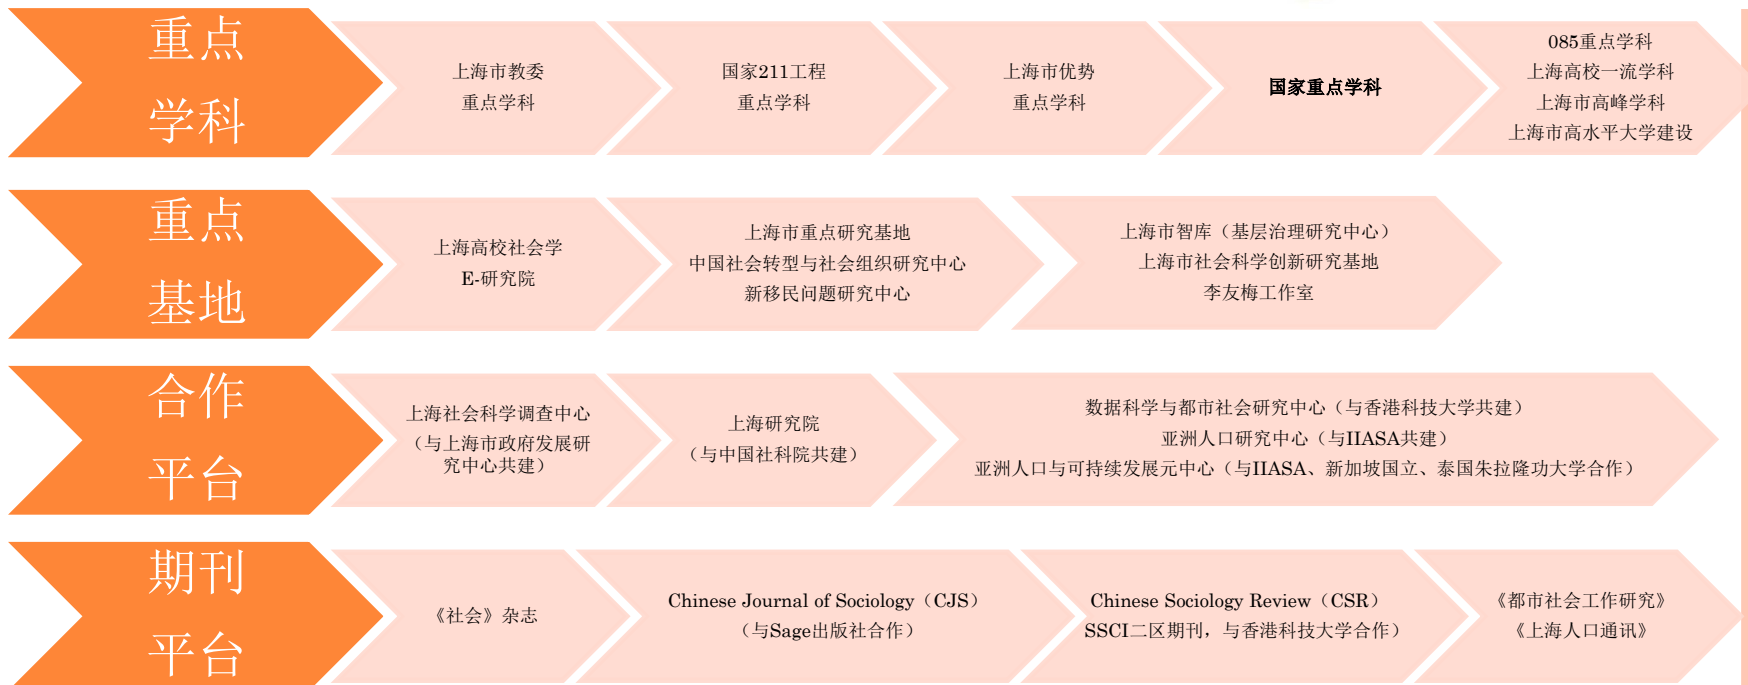 重点
学科
上海市教委
重点学科
国家211工程
重点学科
上海市优势
重点学科
国家重点学科
085重点学科
上海高校一流学科
上海市高峰学科
上海市高水平大学建设
重点
基地
上海高校社会学
E-研究院
上海市重点研究基地
中国社会转型与社会组织研究中心
新移民问题研究中心
上海市智库（基层治理研究中心）
上海市社会科学创新研究基地
李友梅工作室
合作
平台
上海社会科学调查中心
（与上海市政府发展研
究中心共建）
上海研究院
（与中国社科院共建）
数据科学与都市社会研究中心（与香港科技大学共建）
亚洲人口研究中心（与IIASA共建）
亚洲人口与可持续发展元中心（与IIASA、新加坡国立、泰国朱拉隆功大学合作）
期刊
平台
《社会》杂志
Chinese Journal of Sociology（CJS）
（与Sage出版社合作）
Chinese Sociology Review（CSR）
SSCI二区期刊，与香港科技大学合作）
《都市社会工作研究》
《上海人口通讯》